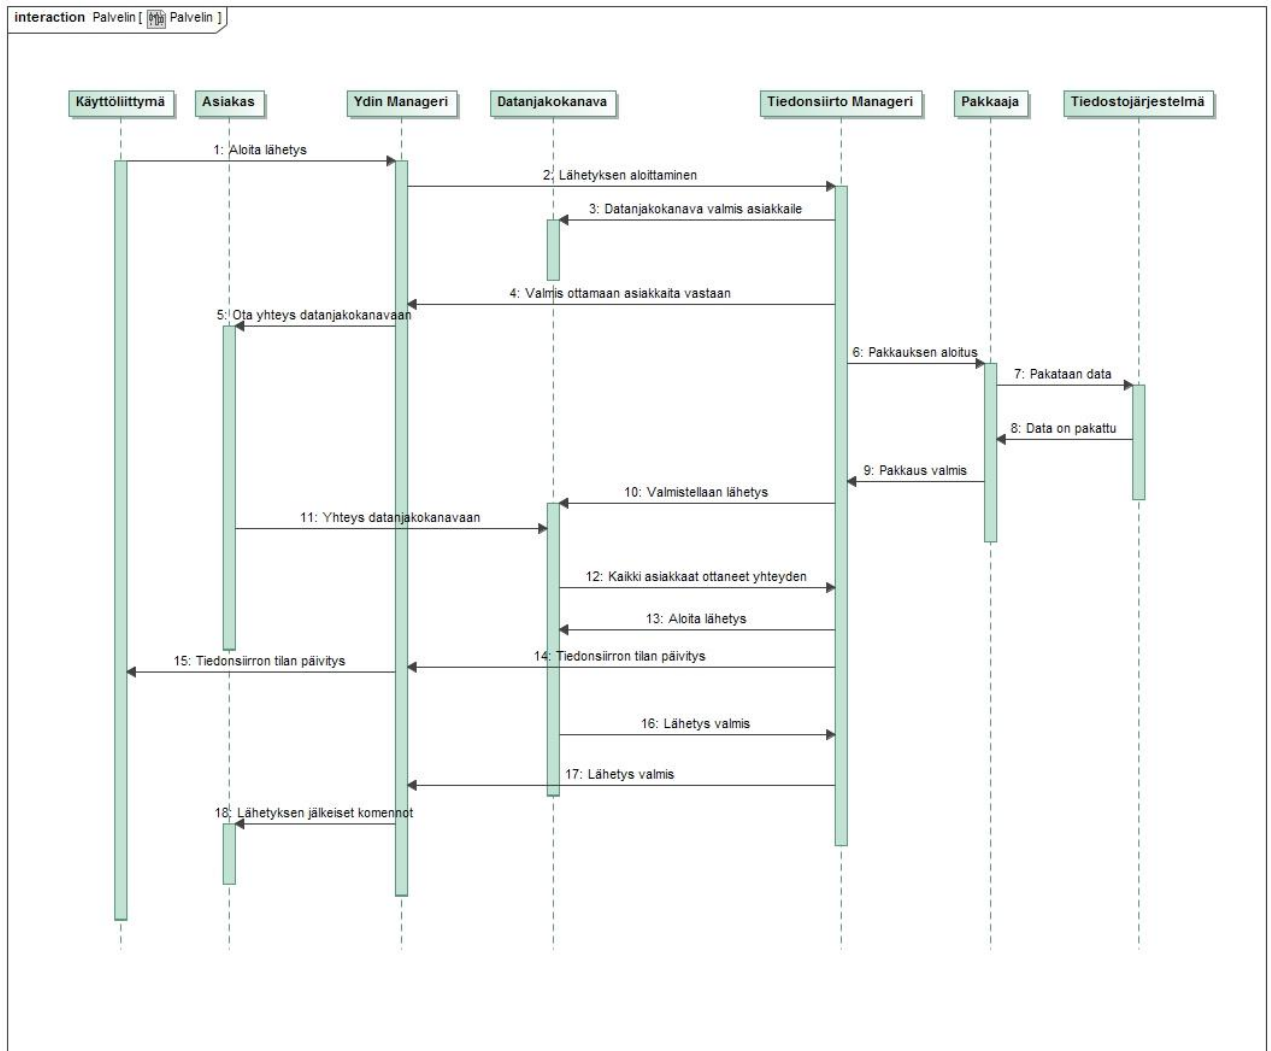 interaction Palvelin [ Palvelin ]
Käyttöliittymä Asiakas Ydin Manageri Datanjakokanava Tiedonsiirto Manageri Pakkaaja Tiedostojärjestelmä
1: Aloita lähetys
2: Lähetyksen aloittaminen
3: Datanjakokanava valmis asiakkaile
4: Valmis ottamaan asiakkaita vastaan
5: Ota yhteys datanjakokanavaan
6: Pakkauksen aloitus
7: Pakataan data
8: Data on pakattu
9: Pakkaus valmis
10: Valmistellaan lähetys
11: Yhteys datanjakokanavaan
12: Kaikki asiakkaat ottaneet yhteyden
13: Aloita lähetys
14: Tiedonsiirron tilan päivitys
15: Tiedonsiirron tilan päivitys
16: Lähetys valmis
17: Lähetys valmis
18: Lähetyksen jälkeiset komennot